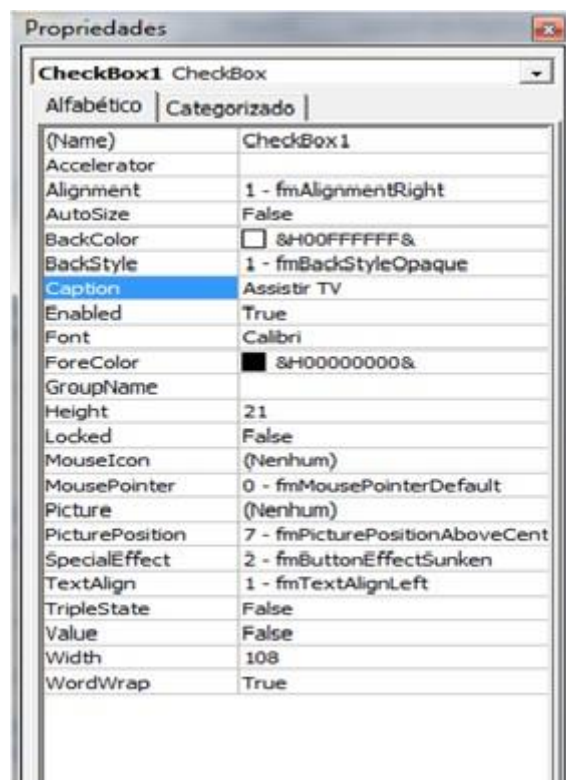 Propriedades
CheckBox1 CheckBox
Alfabético Categorizado
(Name) CheckBox1
Accelerator
Alignment 1 - fmAlignmentRight
AutoSize False
BackColor &H00FFFFFF&
BackStyle 1 - fmBackStyleOpaque
Caption Assistir TV
Enabled True
Font Calibri
ForeColor &H00000000&
GroupName
Height 21
Locked False
MouseIcon (Nenhum)
MousePointer 0 - fmMousePointerDefault
Picture (Nenhum)
PicturePosition 7 - fmPicturePositionAboveCent
SpecialEffect 2 - fmButtonEffectSunken
TextAlign 1 - fmTextAlignLeft
TripleState False
Value False
Width 108
WordWrap True